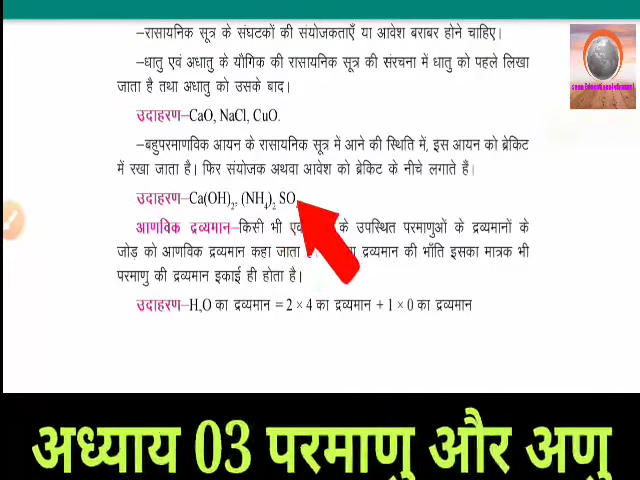 –रासायनिक सूत्र के संघटकों की संयोजकताएँ या आवेश बराबर होने चाहिए।
–धातु एवं अधातु के यौगिक की रासायनिक सूत्र की संरचना में धातु को पहले लिखा
जाता है तथा अधातु को उसके बाद।
उदाहरण–CaO, NaCl, CuO.
–बहुपरमाणविक आयन के रासायनिक सूत्र में आने की स्थिति में, इस आयन को ब्रेकिट
में रखा जाता है। फिर संयोजक अथवा आवेश को ब्रेकिट के नीचे लगाते हैं।
उदाहरण–Ca(OH)₂, (NH₄)₂ SO
आणविक द्रव्यमान–किसी भी के उपस्थित परमाणुओं के द्रव्यमानों के
जोड़ को आणविक द्रव्यमान कहा जाता द्रव्यमान की भाँति इसका मात्रक भी
परमाणु की द्रव्यमान इकाई ही होता है।
उदाहरण–H₂O का द्रव्यमान = 2 × 4 का द्रव्यमान + 1 × 0 का द्रव्यमान
अध्याय 03 परमाणु और अणु